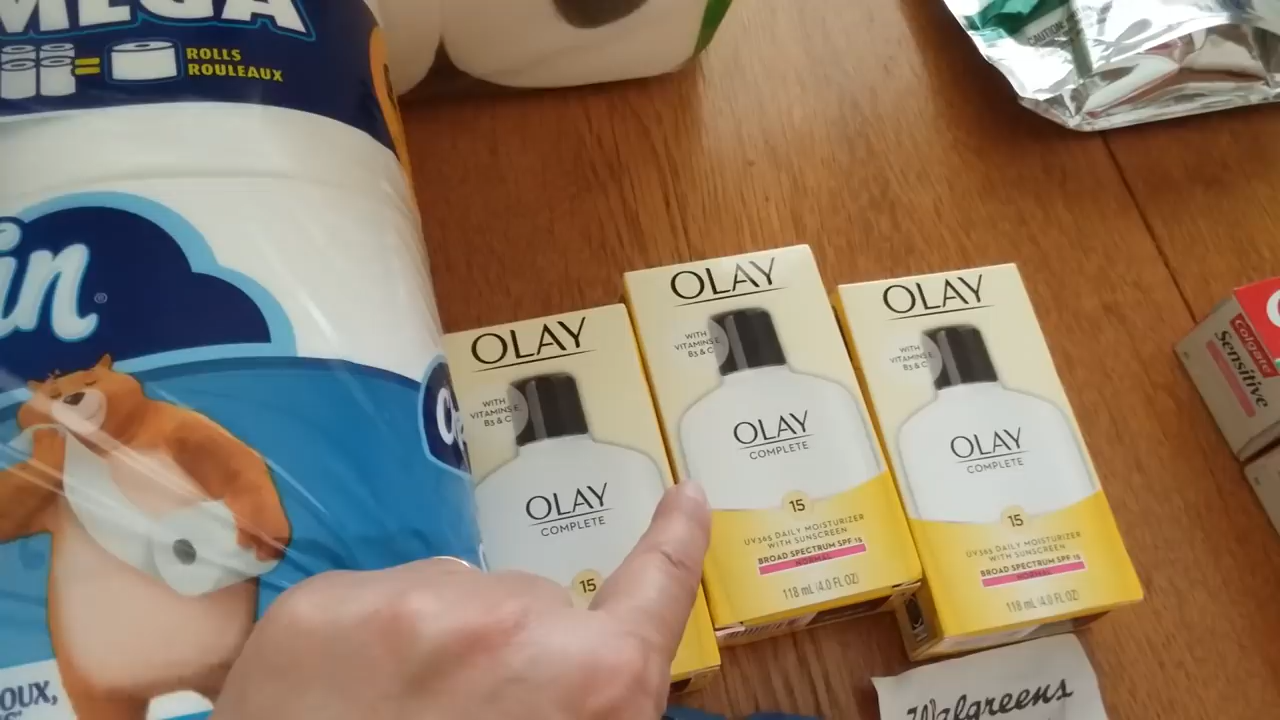 MEGA
=
ROLLS
ROULEAUX
in®
OUX,
OLAY
WITH
VITAMINS E,
B3 & C
OLAY
COMPLETE
15
OLAY
WITH
VITAMINS E,
B3 & C
OLAY
COMPLETE
15
UV365 DAILY MOISTURIZER
WITH SUNSCREEN
BROAD SPECTRUM SPF 15
NORMAL
118 mL (4.0 FL OZ)
OLAY
WITH
VITAMINS E,
B3 & C
OLAY
COMPLETE
15
UV365 DAILY MOISTURIZER
WITH SUNSCREEN
BROAD SPECTRUM SPF 15
NORMAL
118 mL (4.0 FL OZ)
Walgreens
Colgate
Sensitive
CAUTION